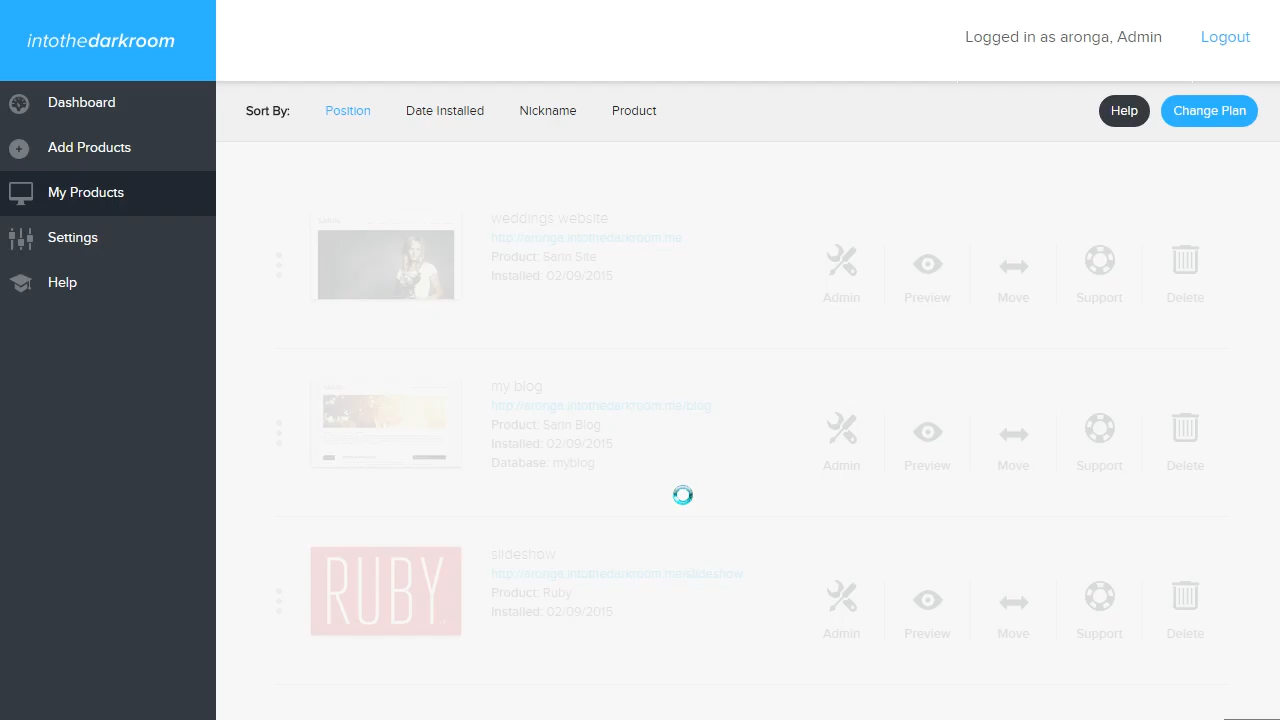 intothedarkroom
Logged in as aronga, Admin
Logout
Dashboard
Add Products
My Products
Settings
Help
Sort By:
Position
Date Installed
Nickname
Product
Help
Change Plan
weddings website
http://aronga.intothedarkroom.me
Product: Sarin Site
Installed: 02/09/2015
Admin
Preview
Move
Support
Delete
my blog
http://aronga.intothedarkroom.me/blog
Product: Sarin Blog
Installed: 02/09/2015
Database: myblog
Admin
Preview
Move
Support
Delete
RUBY
slideshow
http://aronga.intothedarkroom.me/slideshow
Product: Ruby
Installed: 02/09/2015
Admin
Preview
Move
Support
Delete